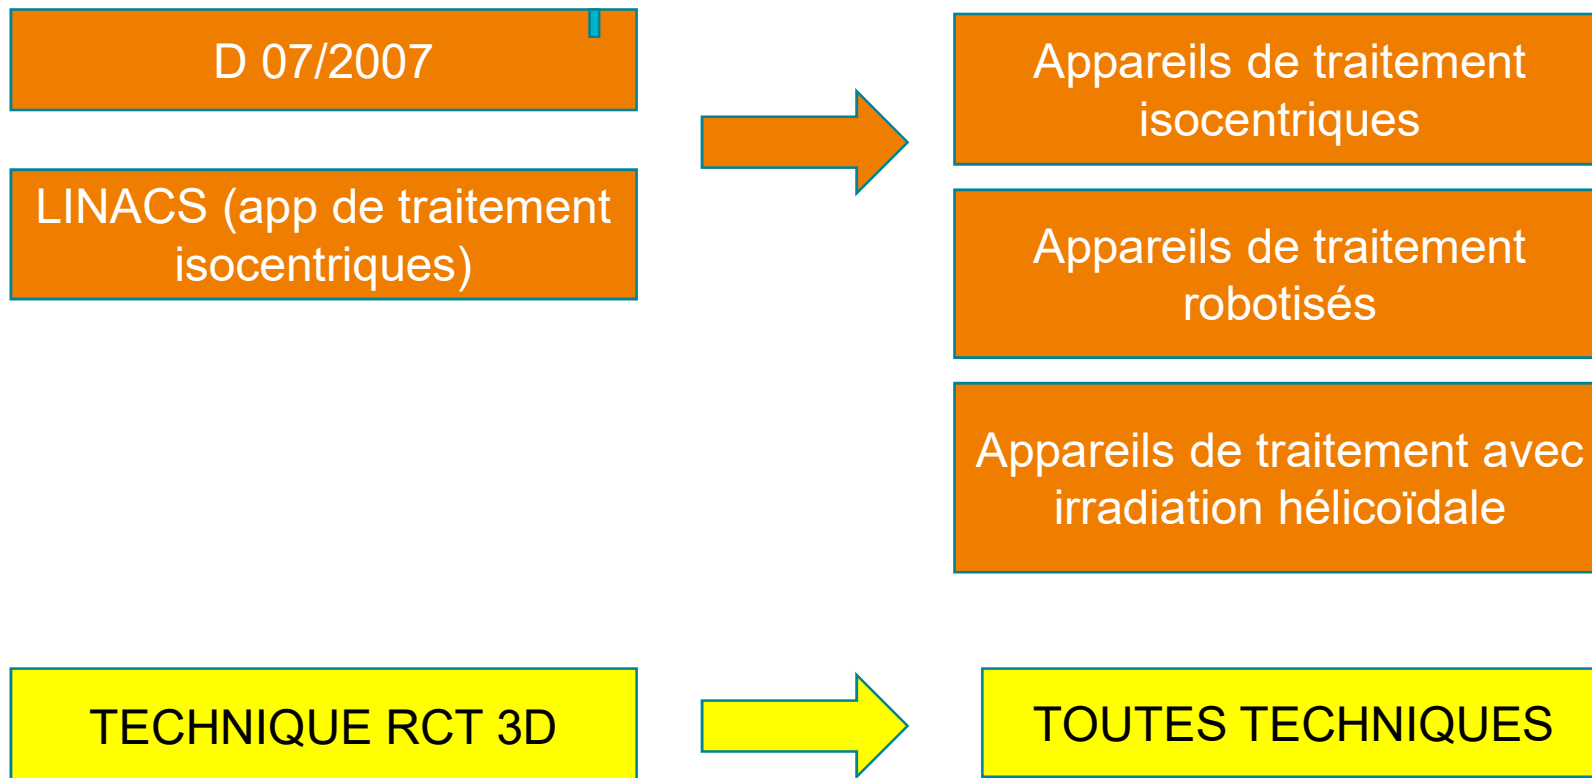 D 07/2007
LINACS (app de traitement
isocentriques)
Appareils de traitement
isocentriques
Appareils de traitement
robotisés
Appareils de traitement avec
irradiation hélicoïdale
TECHNIQUE RCT 3D
TOUTES TECHNIQUES